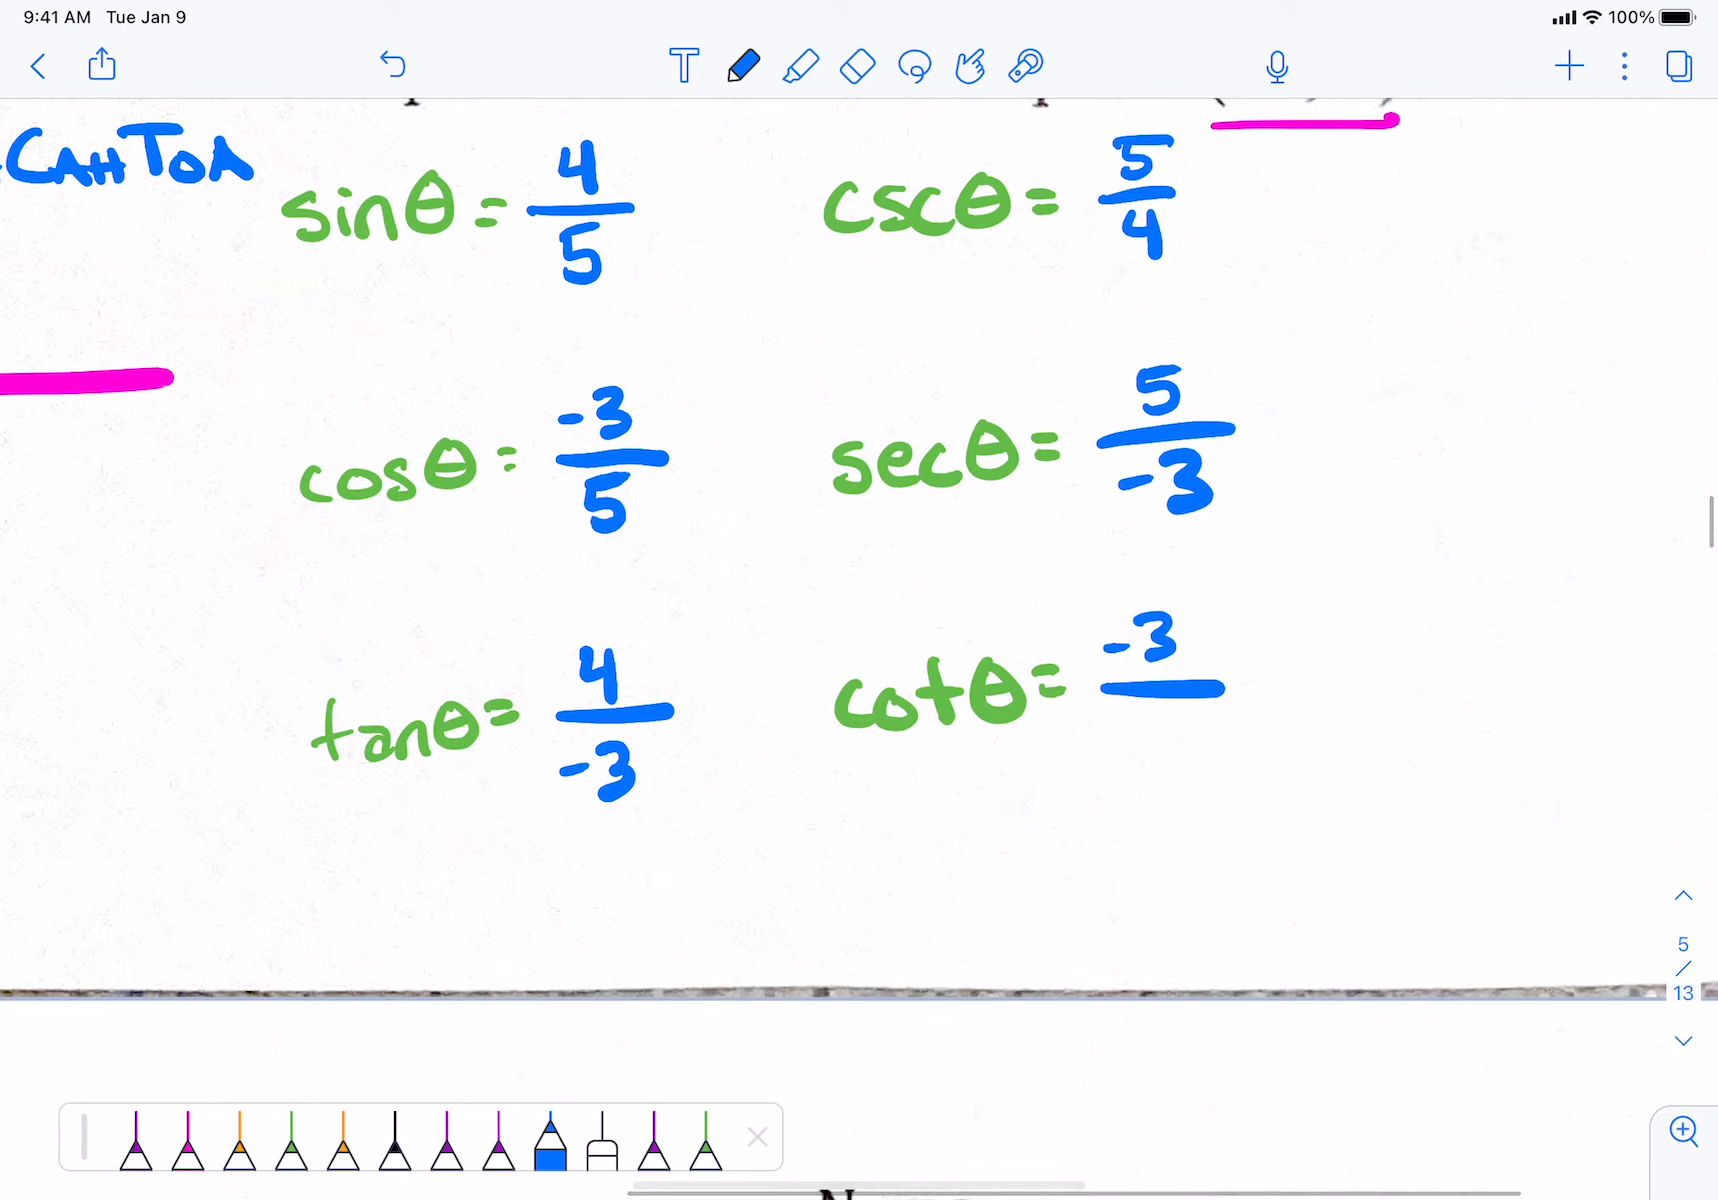 9:41 AM Tue Jan 9 100%
CAHTOA
sinθ = 4/5 cscθ = 5/4
cosθ = -3/5 secθ = 5/-3
tanθ = 4/-3 cotθ = -3/
5
/
13